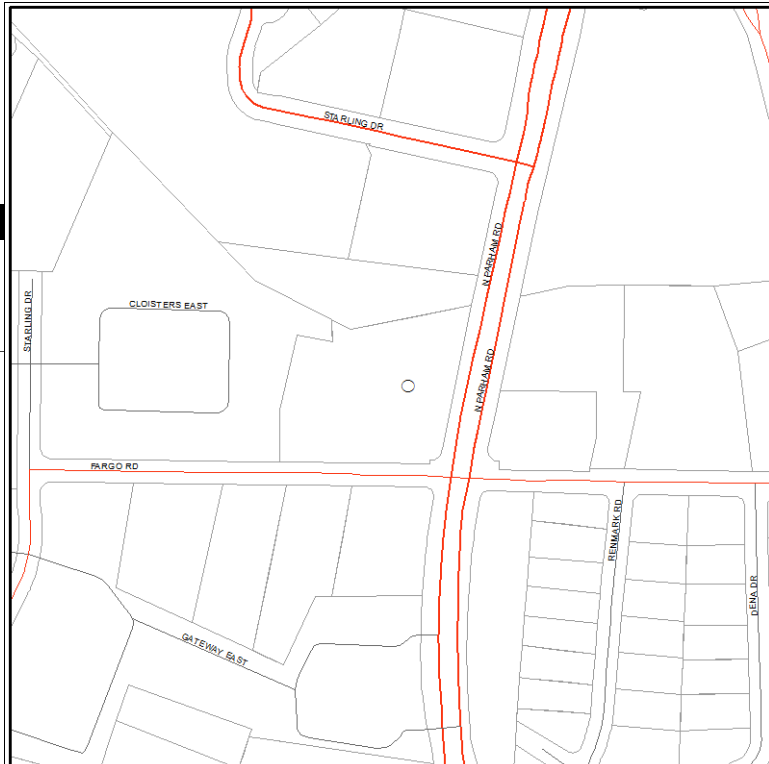 STARLING DR
N PARHAM RD
STARLING DR
CLOISTERS EAST
N PARHAM RD
FARGO RD
RENMARK RD
DENA DR
GATEWAY EAST